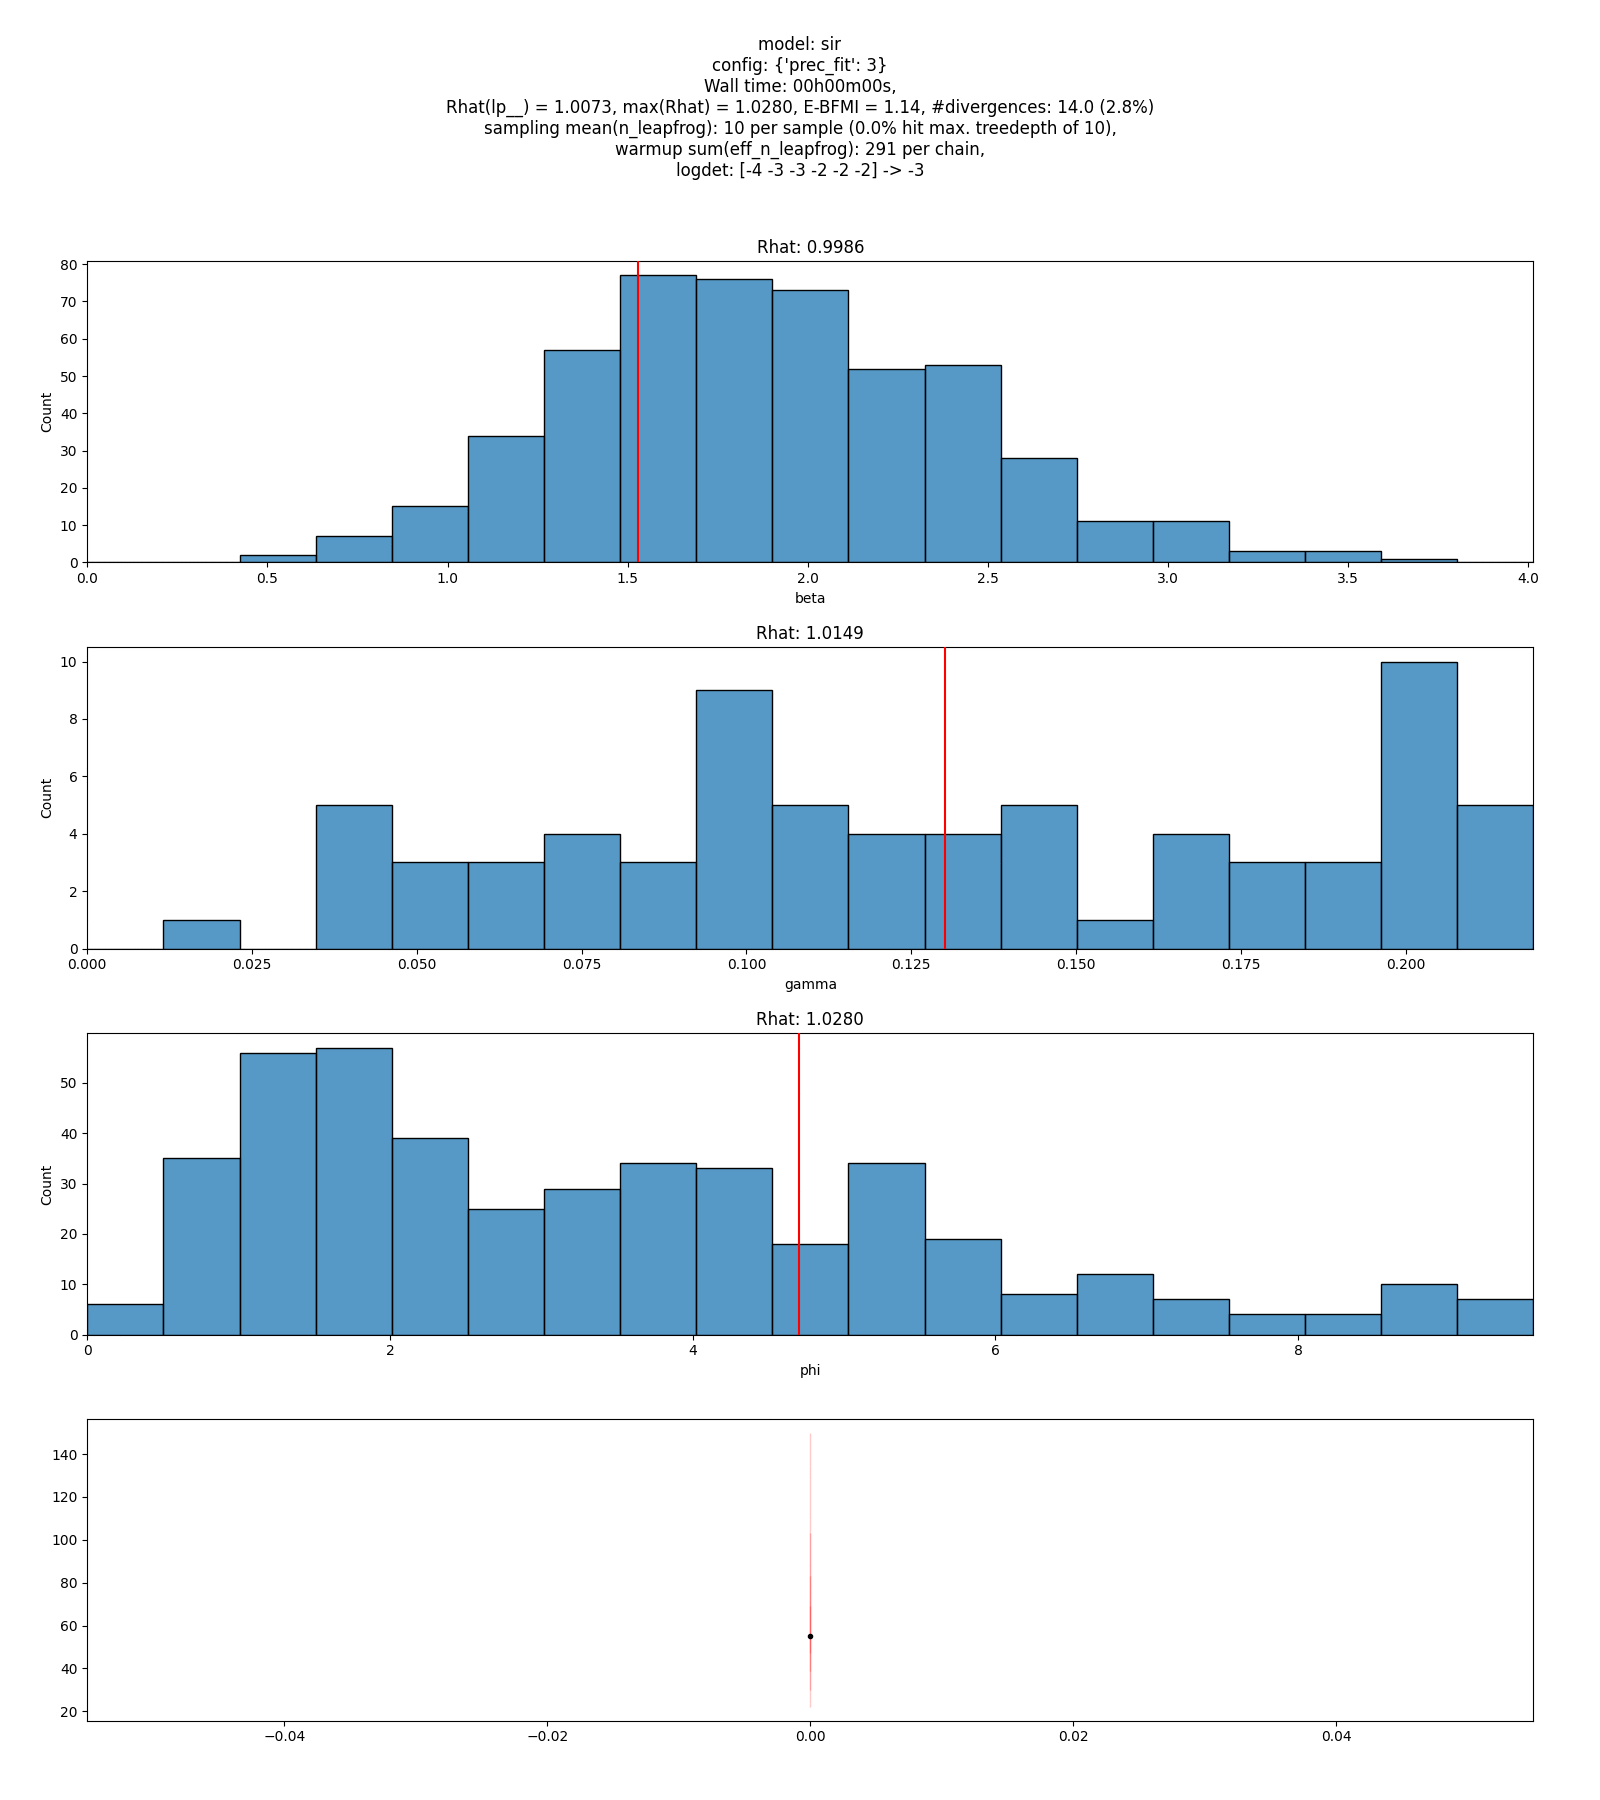 model: sir
config: {'prec_fit': 3}
Wall time: 00h00m00s,
Rhat(lp__) = 1.0073, max(Rhat) = 1.0280, E-BFMI = 1.14, #divergences: 14.0 (2.8%)
sampling mean(n_leapfrog): 10 per sample (0.0% hit max. treedepth of 10),
warmup sum(eff_n_leapfrog): 291 per chain,
logdet: [-4 -3 -3 -2 -2 -2] -> -3
Rhat: 0.9986
80
70
60
50
40
30
20
10
0
Count
0.0 0.5 1.0 1.5 2.0 2.5 3.0 3.5 4.0
beta
Rhat: 1.0149
10
8
6
4
2
0
Count
0.000 0.025 0.050 0.075 0.100 0.125 0.150 0.175 0.200
gamma
Rhat: 1.0280
50
40
30
20
10
0
Count
0 2 4 6 8
phi
140
120
100
80
60
40
20
−0.04 −0.02 0.00 0.02 0.04